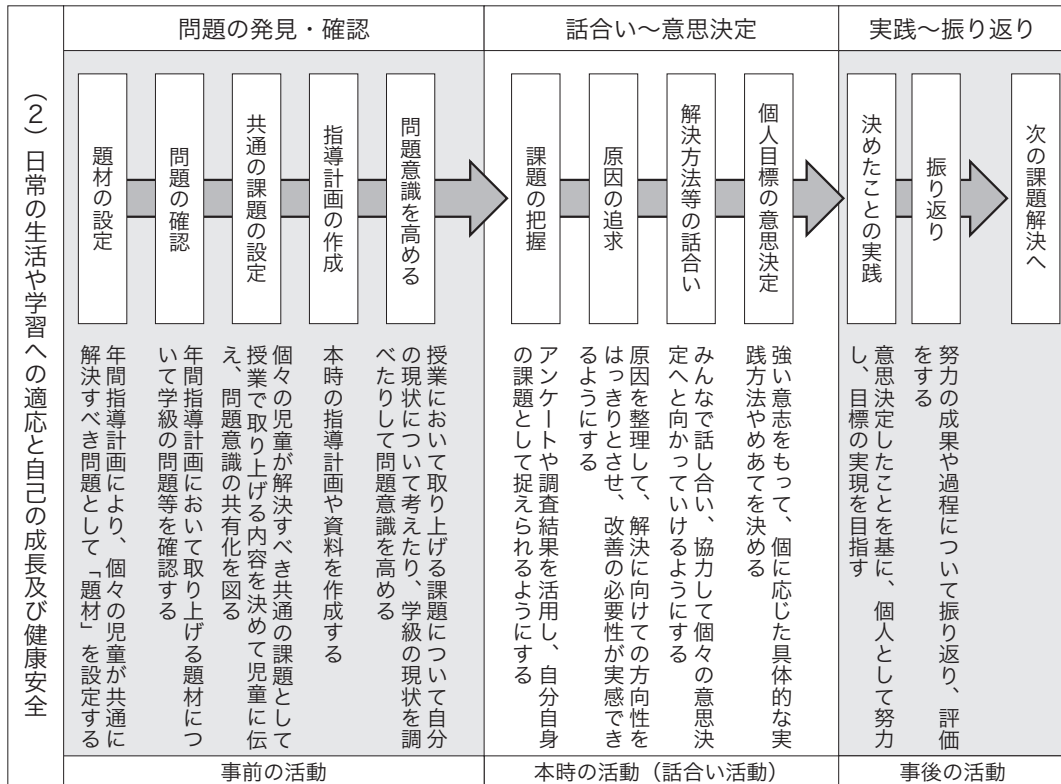 問題の発見・確認
話合い〜意思決定
実践〜振り返り
(2) 日常の生活や学習への適応と自己の成長及び健康安全
題材の設定
問題の確認
共通の課題の設定
指導計画の作成
問題意識を高める
課題の把握
原因の追求
解決方法等の話合い
個人目標の意思決定
決めたことの実践
振り返り
次の課題解決へ
年間指導計画により、個々の児童が共通に
解決すべき問題として「題材」を設定する
年間指導計画において取り上げる題材につ
いて学級の問題等を確認する
個々の児童が解決すべき共通の課題として
授業で取り上げる内容を決めて児童に伝
え、問題意識の共有化を図る
本時の指導計画や資料を作成する
授業において取り上げる課題について自分
の現状について考えたり、学級の現状を調
べたりして問題意識を高める
アンケートや調査結果を活用し、自分自身
の課題として捉えられるようにする
原因を整理して、解決に向けての方向性を
はっきりとさせ、改善の必要性が実感でき
るようにする
みんなで話し合い、協力して個々の意思決
定へと向かっていけるようにする
強い意志をもって、個に応じた具体的な実
践方法やめあてを決める
意思決定したことを基に、個人として努力
し、目標の実現を目指す
努力の成果や過程について振り返り、評価
をする
事前の活動
本時の活動（話合い活動）
事後の活動